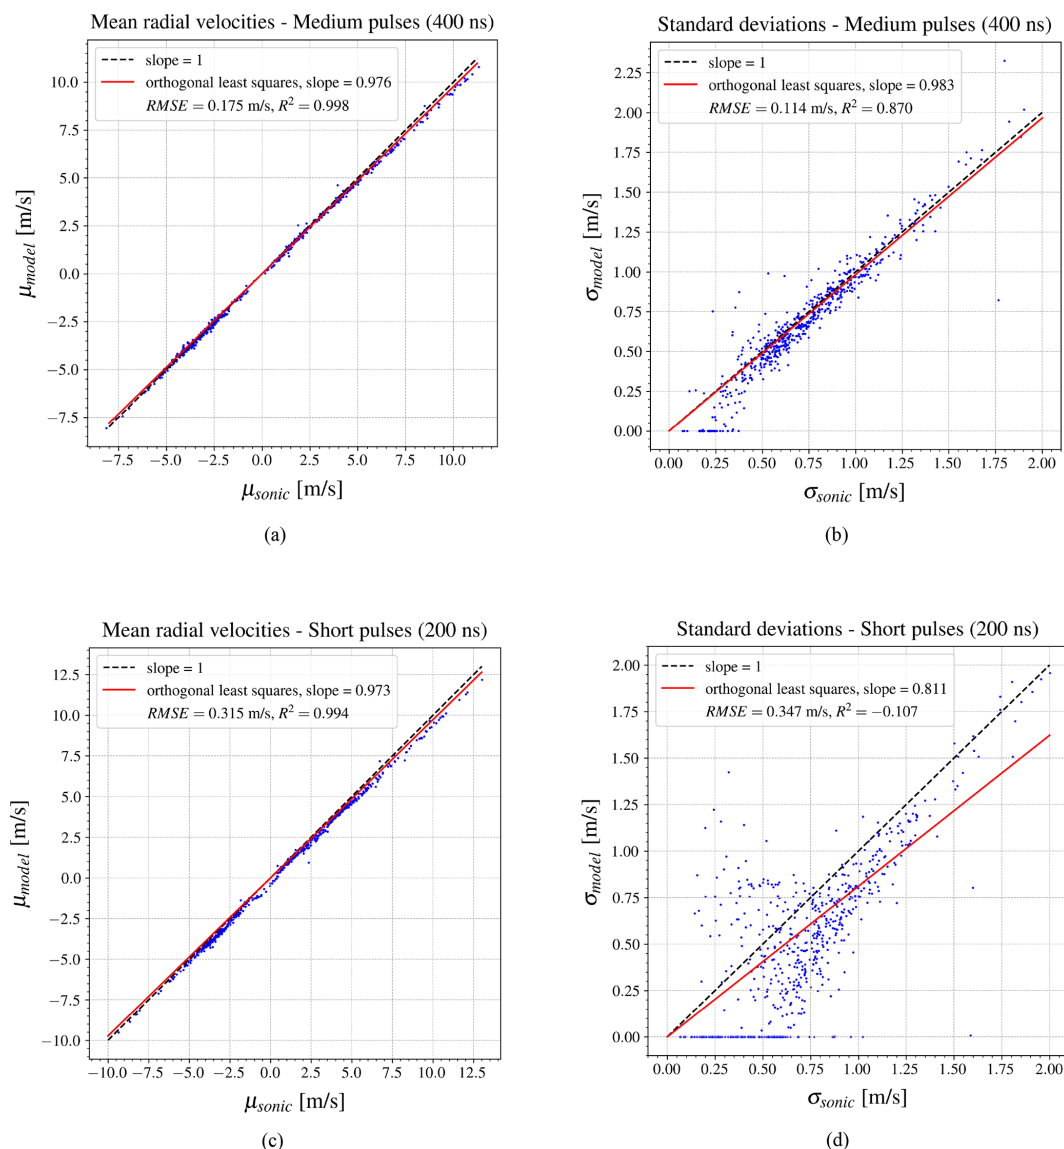 Mean radial velocities - Medium pulses (400 ns)
slope = 1
orthogonal least squares, slope = 0.976
RMSE = 0.175 m/s, R² = 0.998
10.0
7.5
5.0
2.5
0.0
−2.5
−5.0
−7.5
μmodel [m/s]
−7.5 −5.0 −2.5 0.0 2.5 5.0 7.5 10.0
μsonic [m/s]
(a)
Standard deviations - Medium pulses (400 ns)
slope = 1
orthogonal least squares, slope = 0.983
RMSE = 0.114 m/s, R² = 0.870
2.25
2.00
1.75
1.50
1.25
1.00
0.75
0.50
0.25
0.00
σmodel [m/s]
0.00 0.25 0.50 0.75 1.00 1.25 1.50 1.75 2.00
σsonic [m/s]
(b)
Mean radial velocities - Short pulses (200 ns)
slope = 1
orthogonal least squares, slope = 0.973
RMSE = 0.315 m/s, R² = 0.994
12.5
10.0
7.5
5.0
2.5
0.0
−2.5
−5.0
−7.5
−10.0
μmodel [m/s]
−10.0 −7.5 −5.0 −2.5 0.0 2.5 5.0 7.5 10.0 12.5
μsonic [m/s]
(c)
Standard deviations - Short pulses (200 ns)
slope = 1
orthogonal least squares, slope = 0.811
RMSE = 0.347 m/s, R² = −0.107
2.00
1.75
1.50
1.25
1.00
0.75
0.50
0.25
0.00
σmodel [m/s]
0.00 0.25 0.50 0.75 1.00 1.25 1.50 1.75 2.00
σsonic [m/s]
(d)